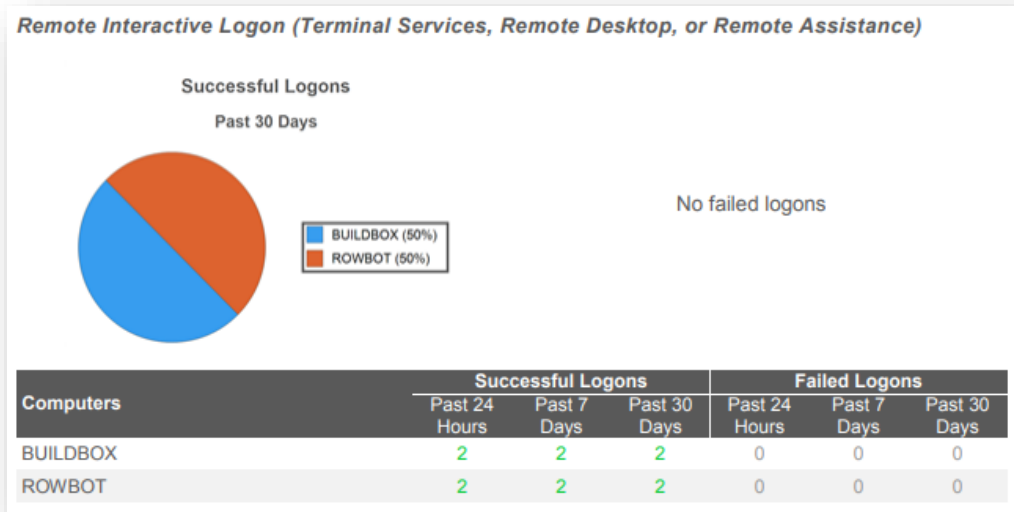 Remote Interactive Logon (Terminal Services, Remote Desktop, or Remote Assistance)
Successful Logons
Past 30 Days
BUILDBOX (50%)
ROWBOT (50%)
No failed logons
Computers
Successful Logons Failed Logons
Past 24 Hours Past 7 Days Past 30 Days Past 24 Hours Past 7 Days Past 30 Days
BUILDBOX 2 2 2 0 0 0
ROWBOT 2 2 2 0 0 0